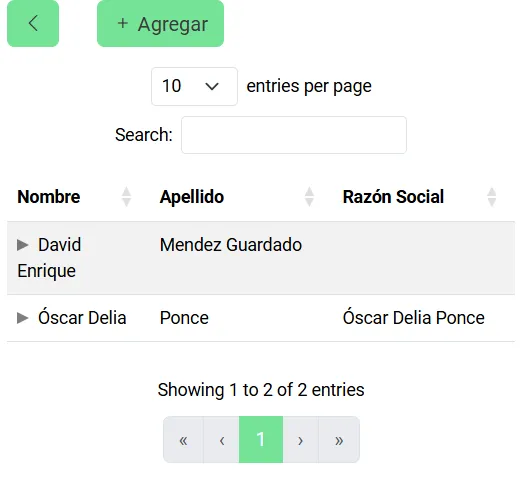 + Agregar
10 entries per page
Search:
Nombre Apellido Razón Social
David Mendez Guardado
Enrique
Óscar Delia Ponce Óscar Delia Ponce
Showing 1 to 2 of 2 entries
« ‹ 1 › »